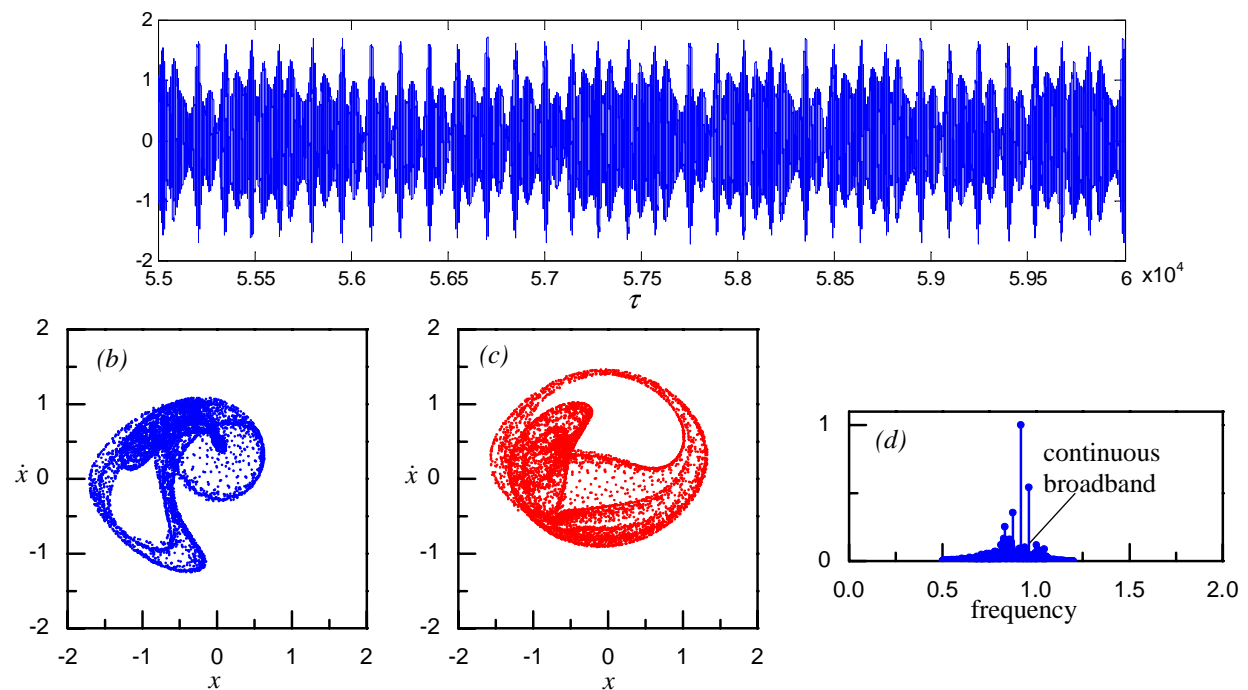 2
1
0
-1
-2
5.5 5.55 5.6 5.65 5.7 5.75 5.8 5.85 5.9 5.95 6 x10⁴
τ
(b)
2
1
ẋ 0
-1
-2
-2 -1 0 1 2
x
(c)
2
1
ẋ 0
-1
-2
-2 -1 0 1 2
x
(d)
1
continuous
broadband
0
0.0 0.5 1.0 1.5 2.0
frequency